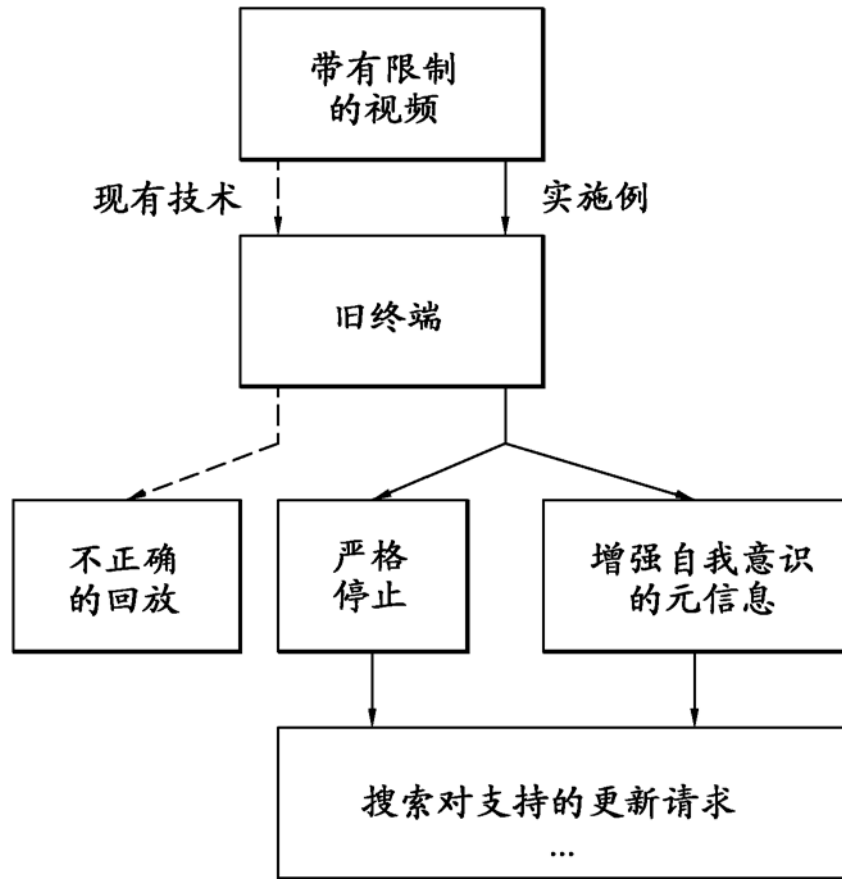 带有限制
的视频
现有技术
实施例
旧终端
不正确
的回放
严格
停止
增强自我意识
的元信息
搜索对支持的更新请求
...